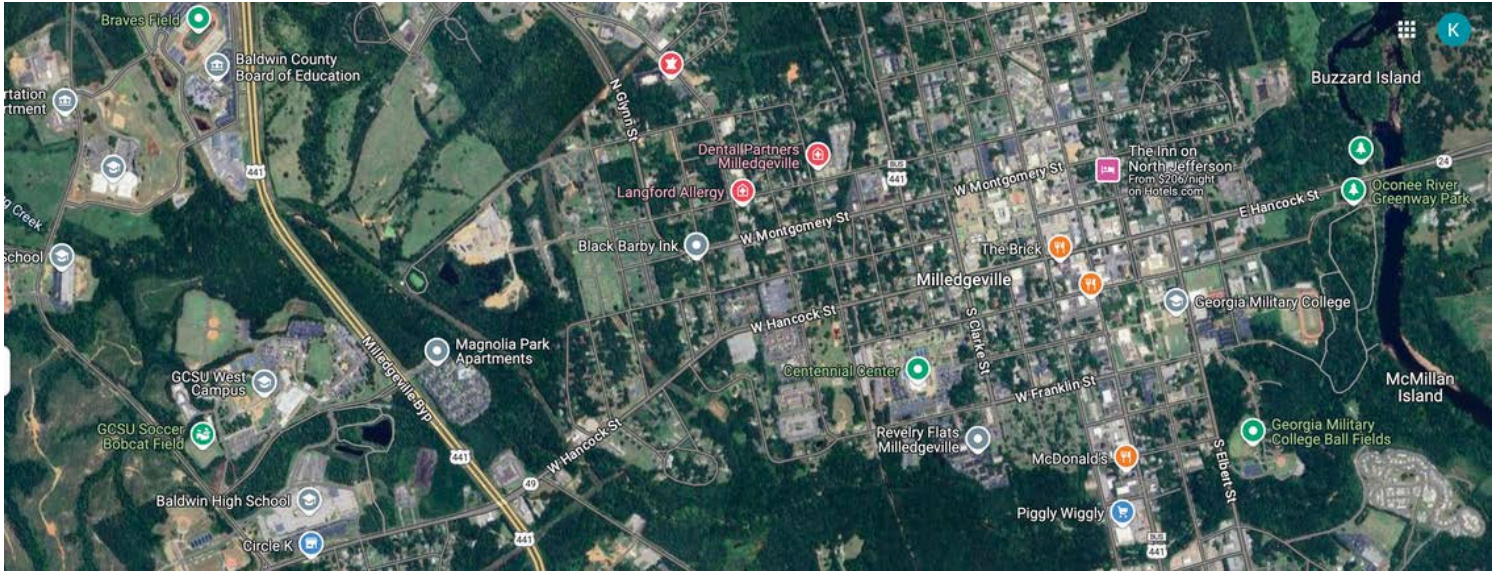 Braves Field
Baldwin County
Board of Education
441
N Glynn St
Buzzard Island
K
Dental Partners
Milledgeville
Langford Allergy
BUS
441
W Montgomery St
The Inn on
North Jefferson
From $206/night
on Hotels.com
24
Oconee River
Greenway Park
E Hancock St
School
Black Barby Ink
W Montgomery St
The Brick
Milledgeville
Georgia Military College
W Hancock St
S Clarke St
Magnolia Park
Apartments
Milledgeville Byp
GCSU West
Campus
Centennial Center
W Franklin St
McMillan
Island
GCSU Soccer
Bobcat Field
W Hancock St
Revelry Flats
Milledgeville
Georgia Military
College Ball Fields
McDonald's
S Elbert St
441
49
Baldwin High School
Piggly Wiggly
Circle K
441
BUS
441